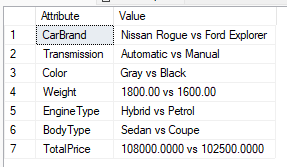 Attribute Value
1 CarBrand Nissan Rogue vs Ford Explorer
2 Transmission Automatic vs Manual
3 Color Gray vs Black
4 Weight 1800.00 vs 1600.00
5 EngineType Hybrid vs Petrol
6 BodyType Sedan vs Coupe
7 TotalPrice 108000.0000 vs 102500.0000